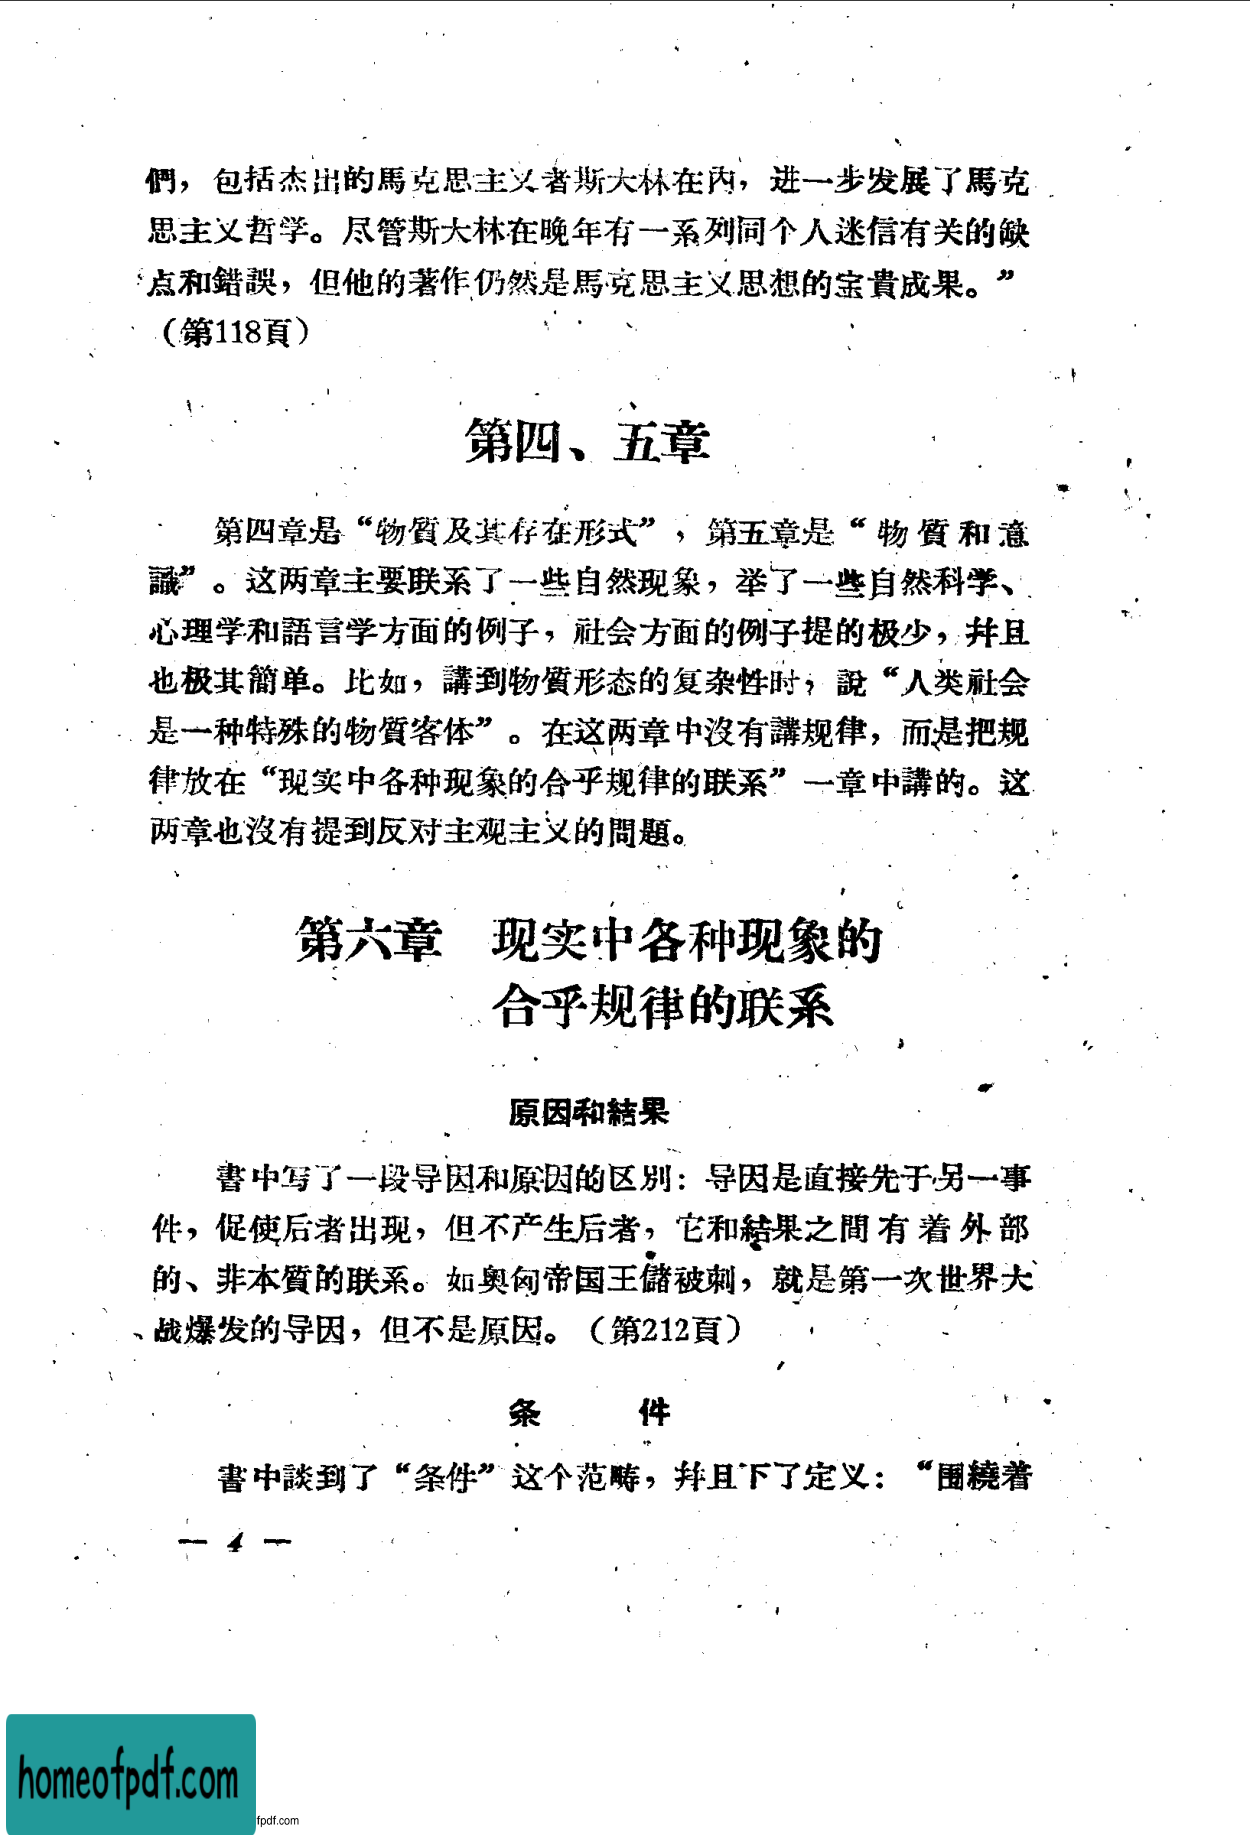 們，包括杰出的馬克思主义者斯大林在内，进一步发展了馬克
思主义哲学。尽管斯大林在晚年有一系列同个人迷信有关的缺
点和錯誤，但他的著作仍然是馬克思主义思想的宝貴成果。”
（第118頁）
第四、五章
第四章是“物質及其存在形式”，第五章是“物質和意
識”。这两章主要联系了一些自然现象，举了一些自然科学、
心理学和語言学方面的例子，社会方面的例子提的极少，幷且
也极其簡单。比如，講到物質形态的复杂性时，說“人类社会
是一种特殊的物質客体”。在这两章中沒有講规律，而是把规
律放在“现实中各种现象的合乎规律的联系”一章中講的。这
两章也沒有提到反对主观主义的問題。
第六章　现实中各种现象的
合乎规律的联系
原因和結果
書中写了一段导因和原因的区别：导因是直接先于另一事
件，促使后者出现，但不产生后者，它和結果之間有着外部
的、非本質的联系。如奥匈帝国王儲被刺，就是第一次世界大
战爆发的导因，但不是原因。（第212頁）
条　件
書中談到了“条件”这个范畴，幷且下了定义：“围繞着
— 4 —
homeofpdf.com
fpdf.com